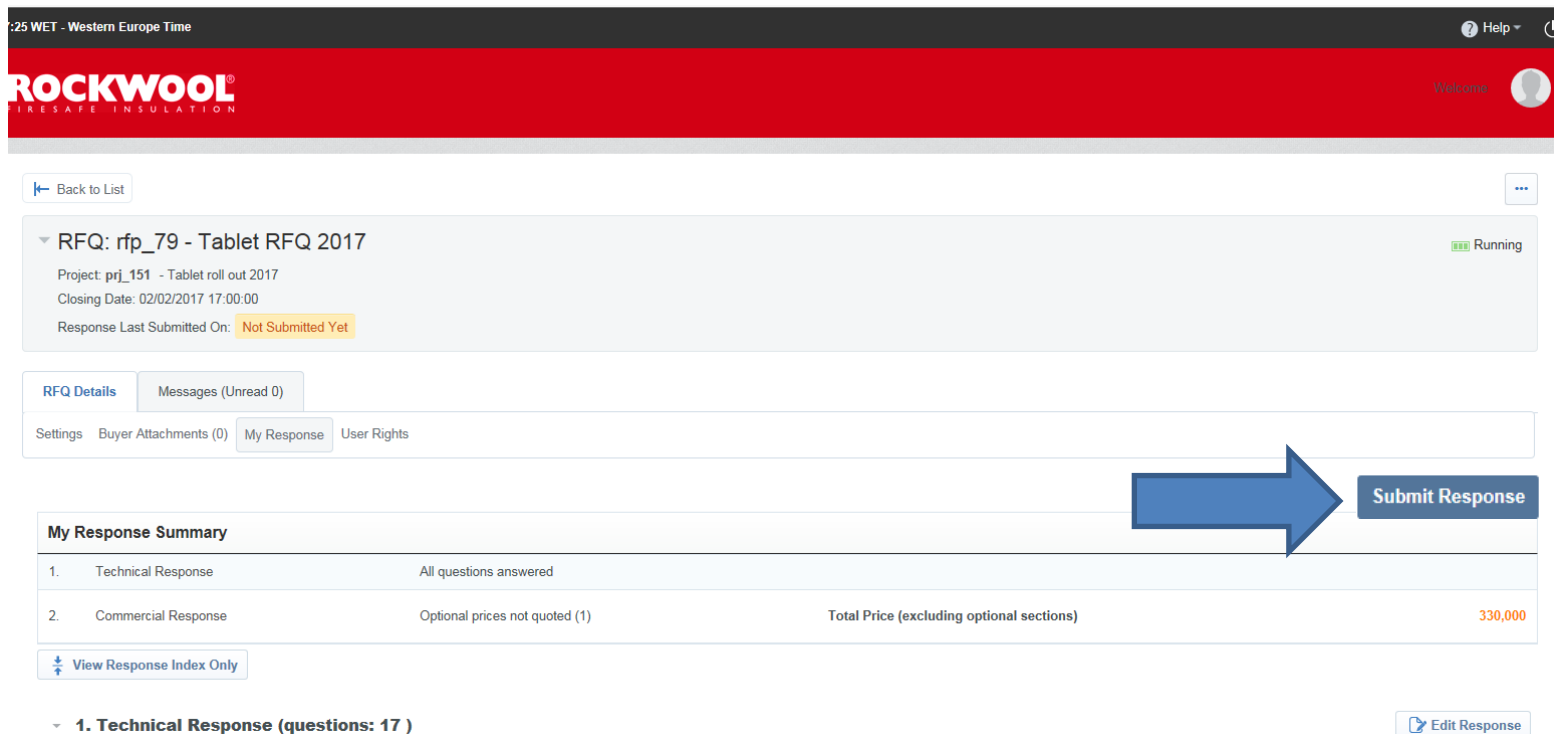 :25 WET - Western Europe Time
Help
ROCKWOOL®
FIRESAFE INSULATION
Welcome
Back to List
...
RFQ: rfp_79 - Tablet RFQ 2017
Running
Project: prj_151 - Tablet roll out 2017
Closing Date: 02/02/2017 17:00:00
Response Last Submitted On: Not Submitted Yet
RFQ Details Messages (Unread 0)
Settings Buyer Attachments (0) My Response User Rights
Submit Response
My Response Summary
1. Technical Response All questions answered
2. Commercial Response Optional prices not quoted (1) Total Price (excluding optional sections) 330,000
View Response Index Only
1. Technical Response (questions: 17 ) Edit Response